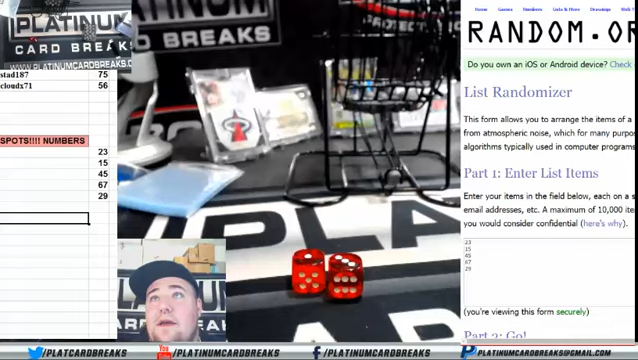 PLATINUM
CARD BREAKS
WWW.PLATINUMCARDBREAKS.
stad187 75
cloudx71 56
SPOTS!!!! NUMBERS
23
15
45
67
29
PLATINUM
CARD BREAKS
WWW.PLATINUMCARDBREAKS.
RANDOM.OR
Do you own an iOS or Android device? Check
List Randomizer
This form allows you to arrange the items of a
from atmospheric noise, which for many purpo
algorithms typically used in computer programs
Part 1: Enter List Items
Enter your items in the field below, each on a s
email addresses, etc. A maximum of 10,000 ite
you would consider confidential (here's why).
23
15
45
67
29
(you're viewing this form securely)
Part 2: Go!
/PLATCARDBREAKS
/PLATINUMCARDBREAKS
/PLATINUMCARDBREAKS
PLATINUMCARDBREAKS@GMAIL.COM